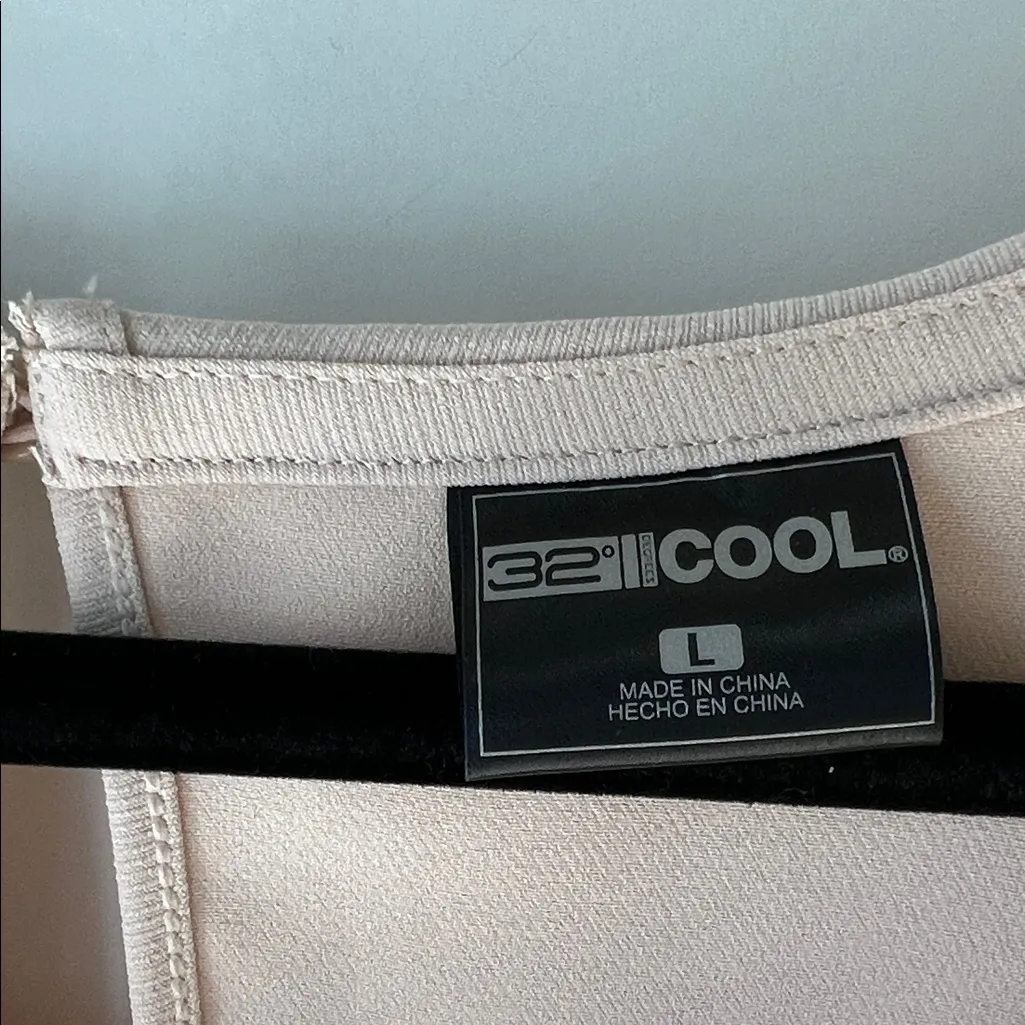 32° DEGREES COOL®
L
MADE IN CHINA
HECHO EN CHINA